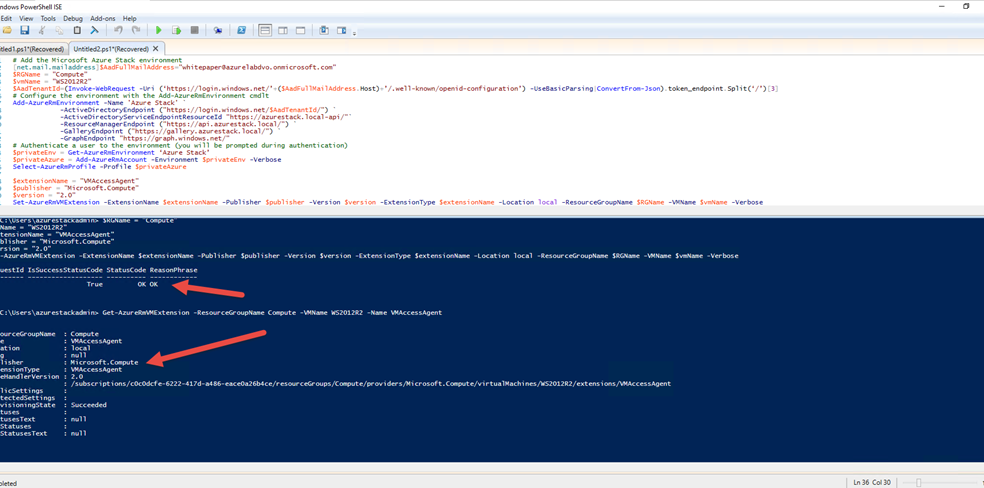 ndows PowerShell ISE
Edit View Tools Debug Add-ons Help
itled1.ps1*(Recovered) Untitled2.ps1*(Recovered) X
# Add the Microsoft Azure Stack environment
[net.mail.mailaddress]$AadFullMailAddress="whitepaper@azurelabdvo.onmicrosoft.com"
$RGName = "Compute"
$vmName = "WS2012R2"
$AadTenantId=(Invoke-WebRequest -Uri ('https://login.windows.net/'+($AadFullMailAddress.Host)+'/.well-known/openid-configuration') -UseBasicParsing|ConvertFrom-Json).token_endpoint.Split('/')[3]
# Configure the environment with the Add-AzureRmEnvironment cmdlt
Add-AzureRmEnvironment -Name 'Azure Stack' `
-ActiveDirectoryEndpoint ("https://login.windows.net/$AadTenantId/") `
-ActiveDirectoryServiceEndpointResourceId "https://azurestack.local-api/"`
-ResourceManagerEndpoint ("https://api.azurestack.local/") `
-GalleryEndpoint ("https://gallery.azurestack.local/") `
-GraphEndpoint "https://graph.windows.net/"
# Authenticate a user to the environment (you will be prompted during authentication)
$privateEnv = Get-AzureRmEnvironment 'Azure Stack'
$privateAzure = Add-AzureRmAccount -Environment $privateEnv -Verbose
Select-AzureRmProfile -Profile $privateAzure
$extensionName = "VMAccessAgent"
$publisher = "Microsoft.Compute"
$version = "2.0"
Set-AzureRmVMExtension -ExtensionName $extensionName -Publisher $publisher -Version $version -ExtensionType $extensionName -Location local -ResourceGroupName $RGName -VMName $vmName -Verbose
C:\Users\azurestackadmin> $RGName = "Compute"
Name = "WS2012R2"
tensionName = "VMAccessAgent"
blisher = "Microsoft.Compute"
rsion = "2.0"
-AzureRmVMExtension -ExtensionName $extensionName -Publisher $publisher -Version $version -ExtensionType $extensionName -Location local -ResourceGroupName $RGName -VMName $vmName -Verbose
uestId IsSuccessStatusCode StatusCode ReasonPhrase
------ ------------------- ---------- ------------
True OK OK
C:\Users\azurestackadmin> Get-AzureRmVMExtension -ResourceGroupName Compute -VMName WS2012R2 -Name VMAccessAgent
ourceGroupName : Compute
e : VMAccessAgent
ation : local
g : null
lisher : Microsoft.Compute
ensionType : VMAccessAgent
eHandlerVersion : 2.0
: /subscriptions/c0c0dcfe-6222-417d-a486-eace0a26b4ce/resourceGroups/Compute/providers/Microsoft.Compute/virtualMachines/WS2012R2/extensions/VMAccessAgent
licSettings :
tectedSettings :
visioningState : Succeeded
tuses :
tusesText : null
Statuses :
StatusesText : null
pleted
Ln 36 Col 30